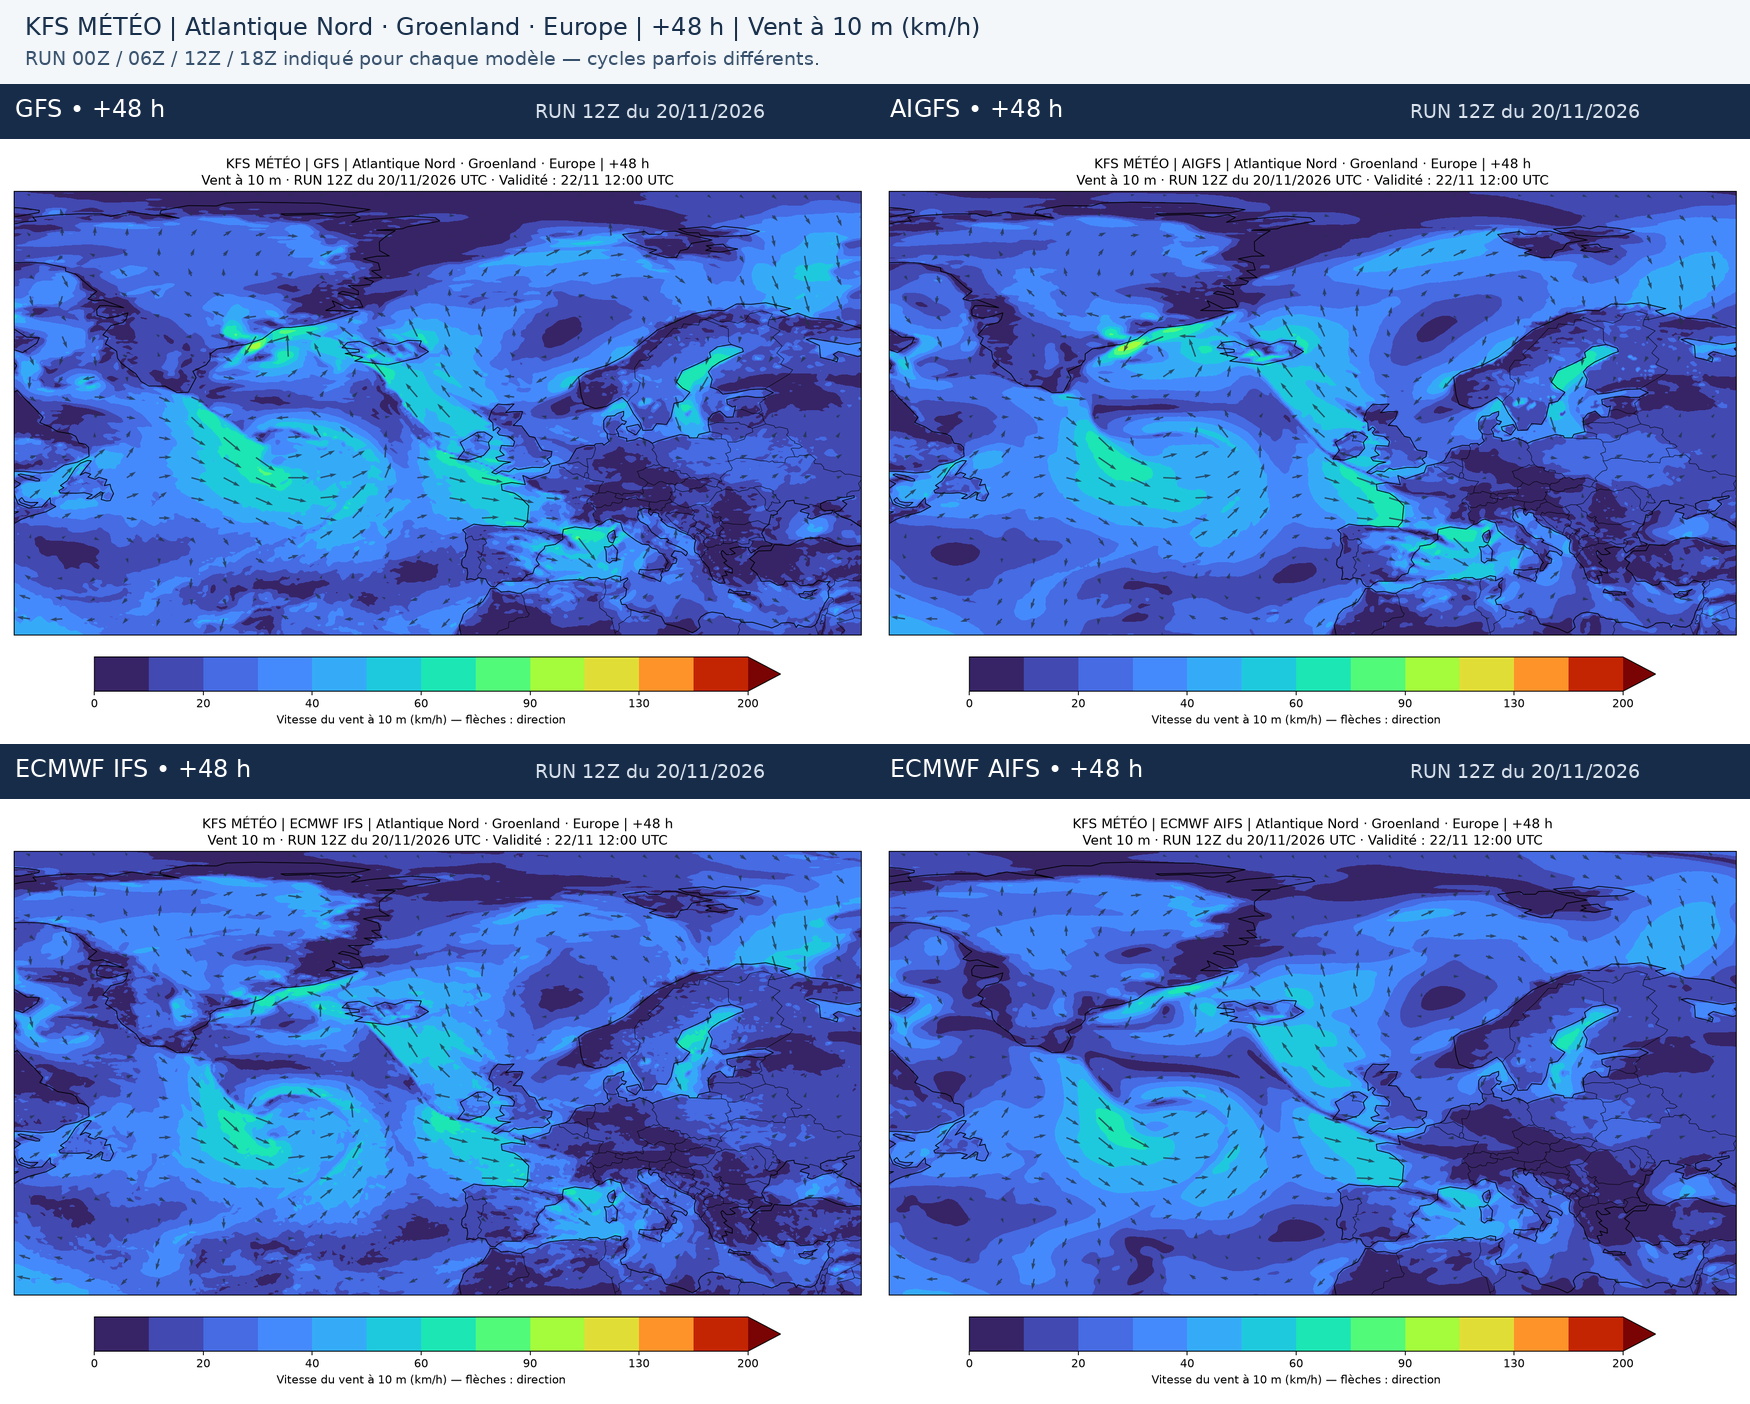 KFS MÉTÉO | Atlantique Nord · Groenland · Europe | +48 h | Vent à 10 m (km/h)
RUN 00Z / 06Z / 12Z / 18Z indiqué pour chaque modèle — cycles parfois différents.
GFS • +48 h
RUN 12Z du 20/11/2026
KFS MÉTÉO | GFS | Atlantique Nord · Groenland · Europe | +48 h
Vent à 10 m · RUN 12Z du 20/11/2026 UTC · Validité : 22/11 12:00 UTC
0 20 40 60 90 130 200
Vitesse du vent à 10 m (km/h) — flèches : direction
AIGFS • +48 h
RUN 12Z du 20/11/2026
KFS MÉTÉO | AIGFS | Atlantique Nord · Groenland · Europe | +48 h
Vent à 10 m · RUN 12Z du 20/11/2026 UTC · Validité : 22/11 12:00 UTC
0 20 40 60 90 130 200
Vitesse du vent à 10 m (km/h) — flèches : direction
ECMWF IFS • +48 h
RUN 12Z du 20/11/2026
KFS MÉTÉO | ECMWF IFS | Atlantique Nord · Groenland · Europe | +48 h
Vent 10 m · RUN 12Z du 20/11/2026 UTC · Validité : 22/11 12:00 UTC
0 20 40 60 90 130 200
Vitesse du vent à 10 m (km/h) — flèches : direction
ECMWF AIFS • +48 h
RUN 12Z du 20/11/2026
KFS MÉTÉO | ECMWF AIFS | Atlantique Nord · Groenland · Europe | +48 h
Vent 10 m · RUN 12Z du 20/11/2026 UTC · Validité : 22/11 12:00 UTC
0 20 40 60 90 130 200
Vitesse du vent à 10 m (km/h) — flèches : direction